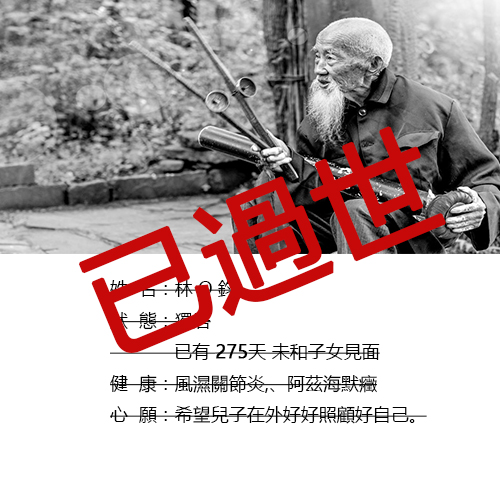 已過世
姓 名：林 〇 銘
狀 態：獨居
已有 275天 未和子女見面
健 康：風濕關節炎,、阿茲海默癥
心 願：希望兒子在外好好照顧好自己。